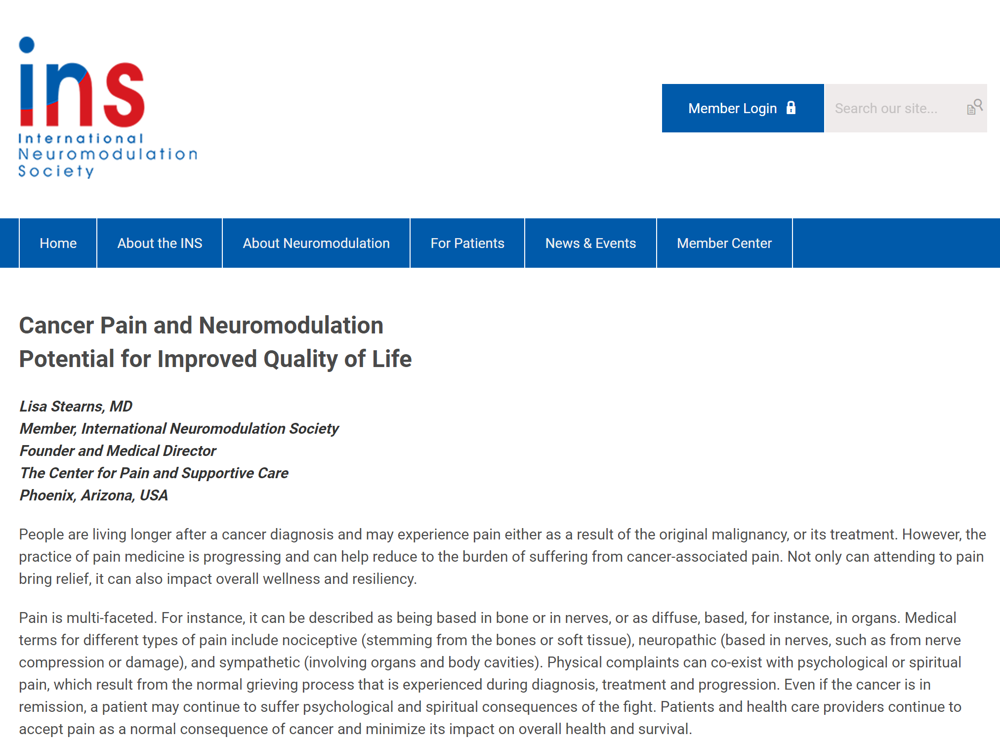 ins
International
Neuromodulation
Society
Member Login
Search our site...
Home
About the INS
About Neuromodulation
For Patients
News & Events
Member Center
Cancer Pain and Neuromodulation
Potential for Improved Quality of Life
Lisa Stearns, MD
Member, International Neuromodulation Society
Founder and Medical Director
The Center for Pain and Supportive Care
Phoenix, Arizona, USA
People are living longer after a cancer diagnosis and may experience pain either as a result of the original malignancy, or its treatment. However, the
practice of pain medicine is progressing and can help reduce to the burden of suffering from cancer-associated pain. Not only can attending to pain
bring relief, it can also impact overall wellness and resiliency.
Pain is multi-faceted. For instance, it can be described as being based in bone or in nerves, or as diffuse, based, for instance, in organs. Medical
terms for different types of pain include nociceptive (stemming from the bones or soft tissue), neuropathic (based in nerves, such as from nerve
compression or damage), and sympathetic (involving organs and body cavities). Physical complaints can co-exist with psychological or spiritual
pain, which result from the normal grieving process that is experienced during diagnosis, treatment and progression. Even if the cancer is in
remission, a patient may continue to suffer psychological and spiritual consequences of the fight. Patients and health care providers continue to
accept pain as a normal consequence of cancer and minimize its impact on overall health and survival.